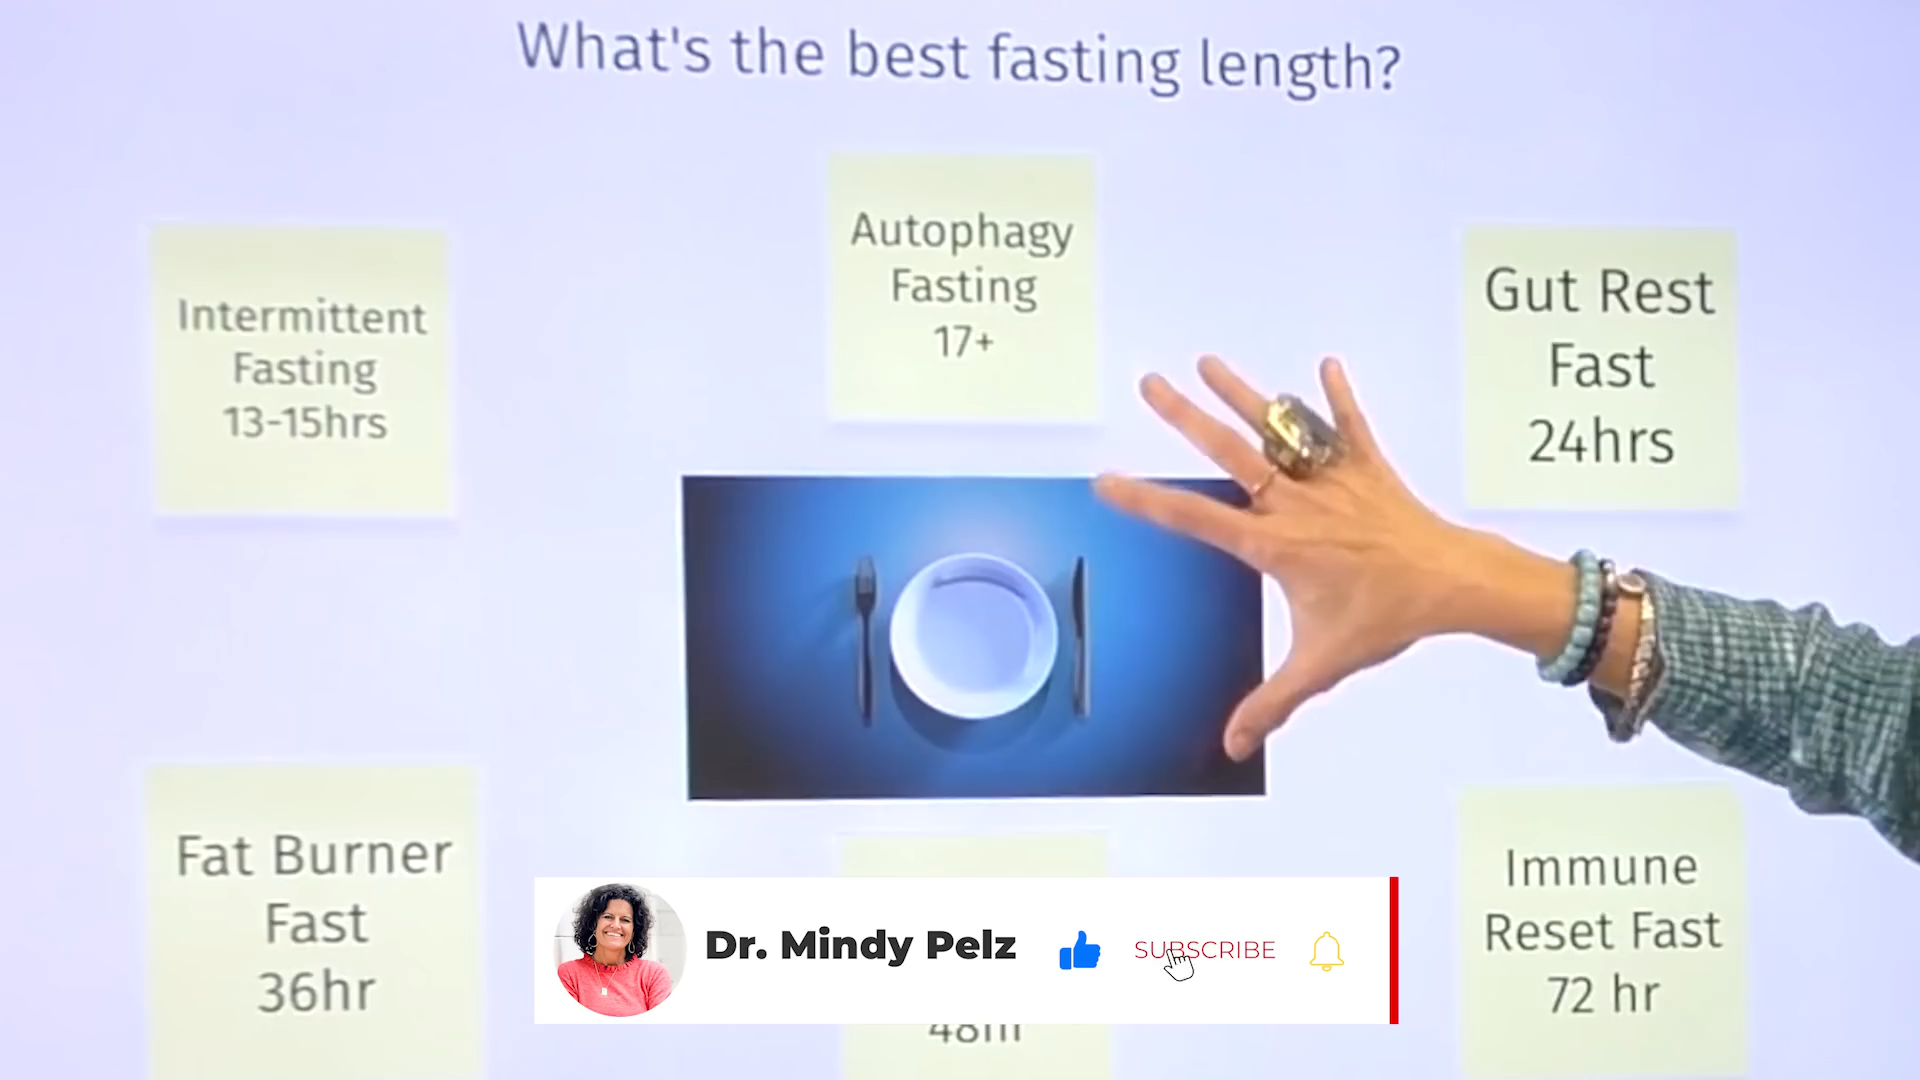 What's the best fasting length?
Intermittent
Fasting
13-15hrs
Autophagy
Fasting
17+
Gut Rest
Fast
24hrs
Fat Burner
Fast
36hr
48hr
Immune
Reset Fast
72 hr
Dr. Mindy Pelz
SUBSCRIBE